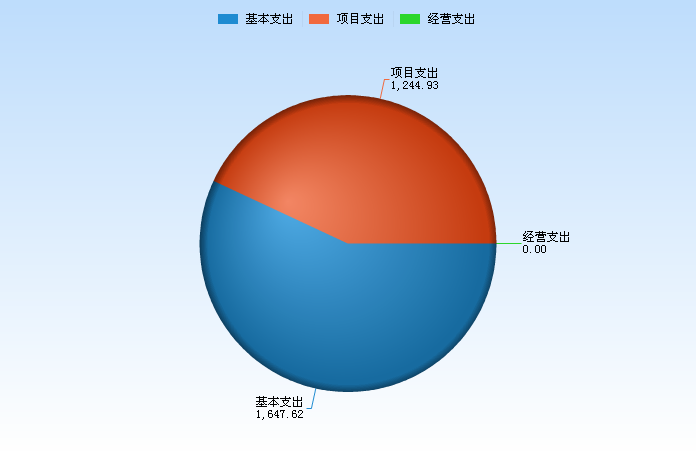 基本支出 项目支出 经营支出
项目支出
1,244.93
经营支出
0.00
基本支出
1,647.62